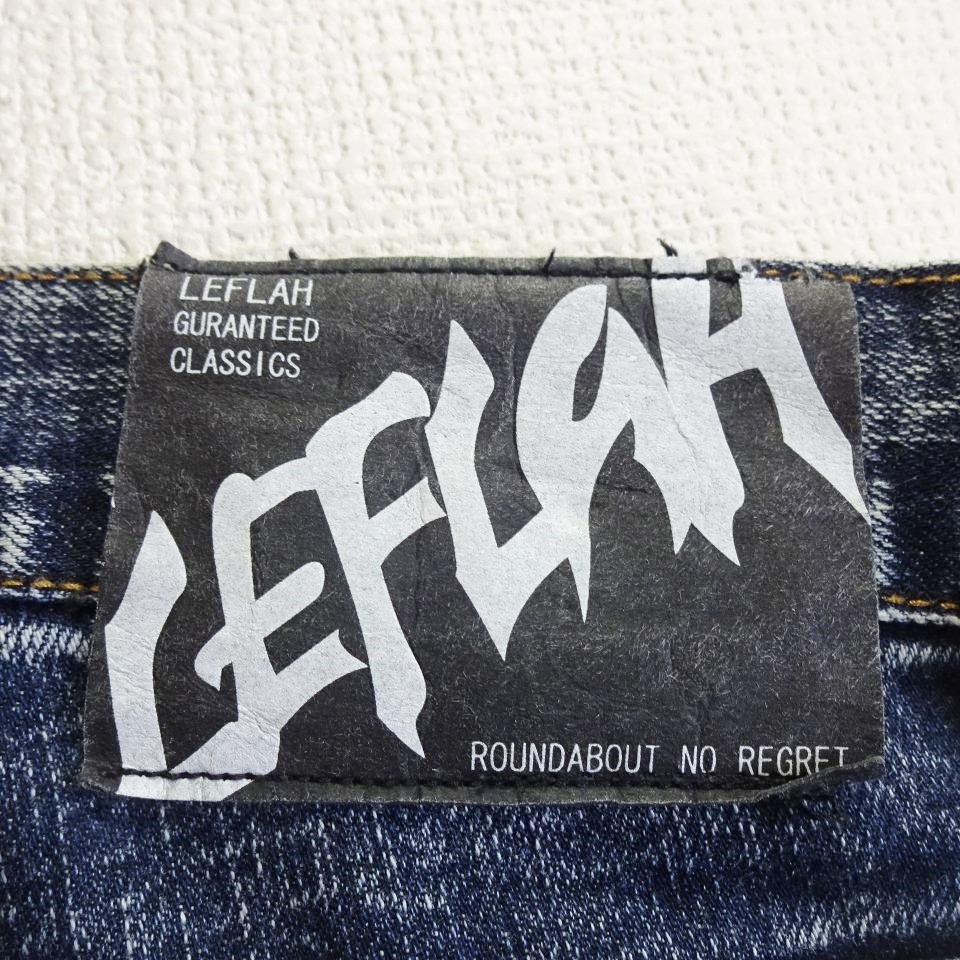 LEFLAH
GURANTEED
CLASSICS
LEFLAH
ROUNDABOUT NO REGRET